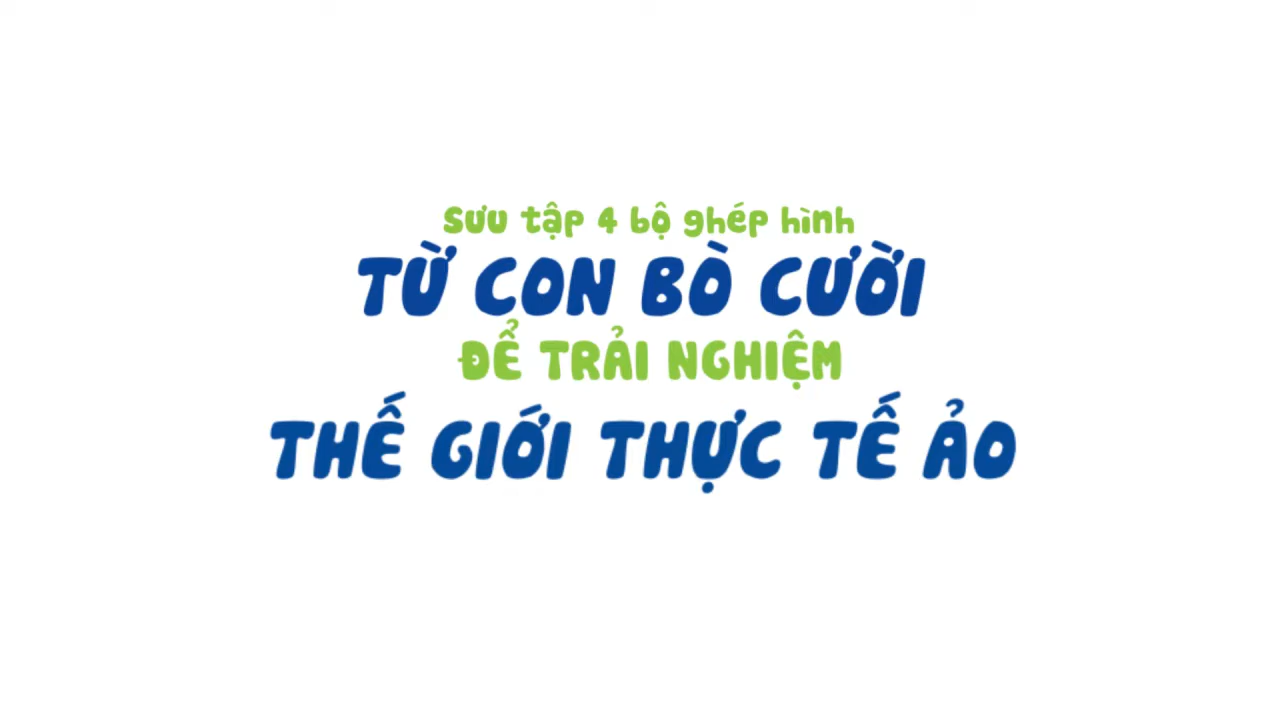 Sưu tập 4 bộ ghép hình
TỪ CON BÒ CƯỜI
ĐỂ TRẢI NGHIỆM
THẾ GIỚI THỰC TẾ ẢO